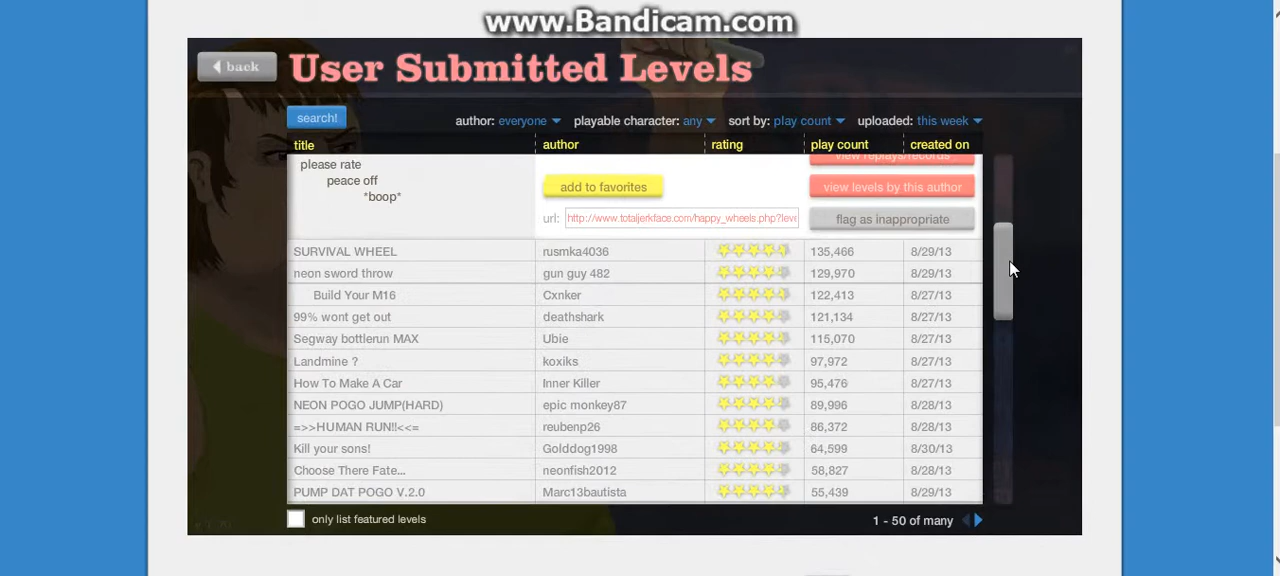 www.Bandicam.com
back
User Submitted Levels
search!
author: everyone playable character: any sort by: play count uploaded: this week
title author rating play count created on
please rate
peace off
*boop*
view replays/records
add to favorites
view levels by this author
url: http://www.totaljerkface.com/happy_wheels.php?leve
flag as inappropriate
SURVIVAL WHEEL rusmka4036 135,466 8/29/13
neon sword throw gun guy 482 129,970 8/29/13
Build Your M16 Cxnker 122,413 8/27/13
99% wont get out deathshark 121,134 8/27/13
Segway bottlerun MAX Ubie 115,070 8/27/13
Landmine ? koxiks 97,972 8/27/13
How To Make A Car Inner Killer 95,476 8/27/13
NEON POGO JUMP(HARD) epic monkey87 89,996 8/28/13
=>>HUMAN RUN!!<<= reubenp26 86,372 8/28/13
Kill your sons! Golddog1998 64,599 8/30/13
Choose There Fate... neonfish2012 58,827 8/28/13
PUMP DAT POGO V.2.0 Marc13bautista 55,439 8/29/13
only list featured levels
1 - 50 of many